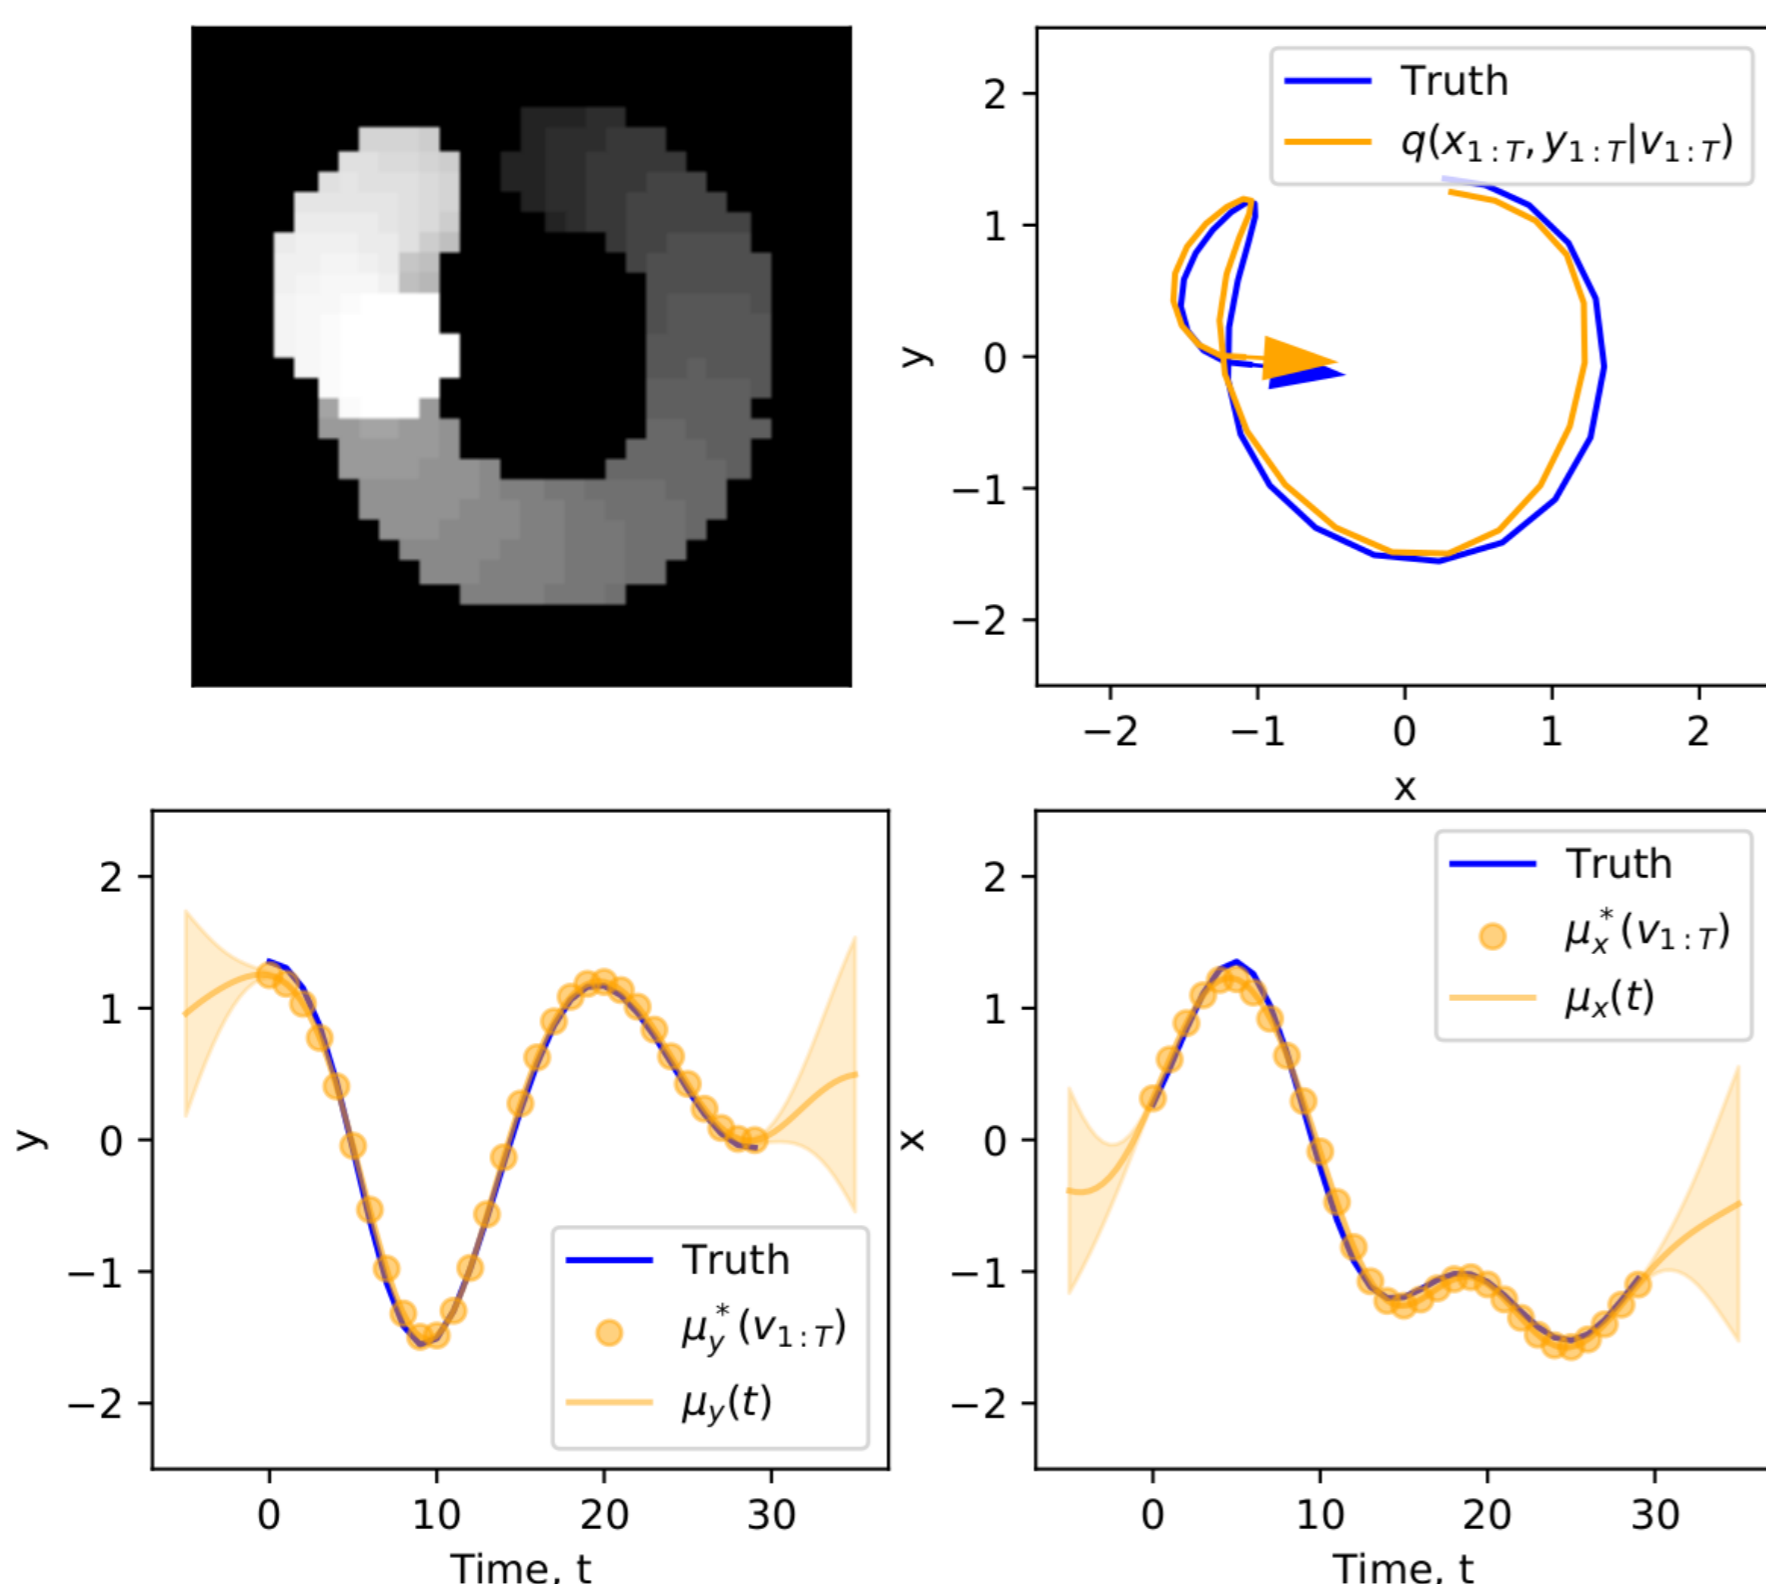 Truth
q(x₁:T, y₁:T|v₁:T)
2
1
0
−1
−2
y
−2 −1 0 1 2
x
Truth
μ*y(v₁:T)
μy(t)
2
1
0
−1
−2
y
0 10 20 30
Time, t
Truth
μ*x(v₁:T)
μx(t)
2
1
0
−1
−2
x
0 10 20 30
Time, t